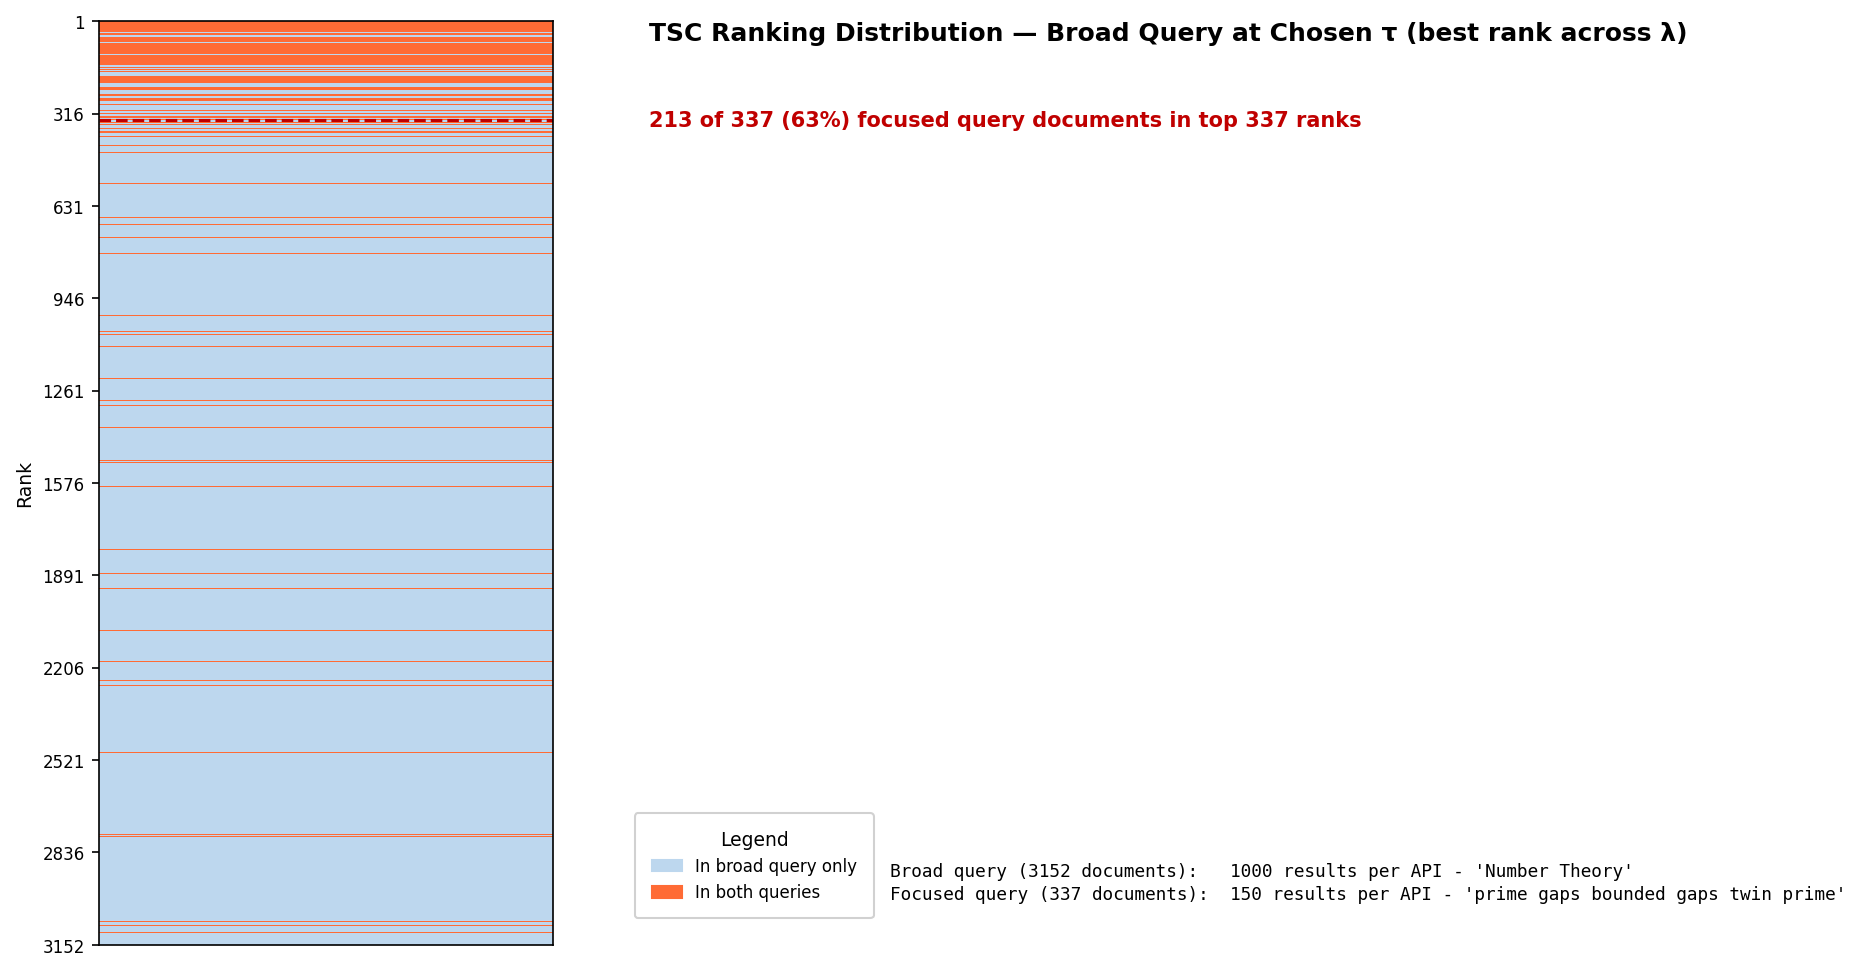 TSC Ranking Distribution — Broad Query at Chosen τ (best rank across λ)
213 of 337 (63%) focused query documents in top 337 ranks
Rank
1
316
631
946
1261
1576
1891
2206
2521
2836
3152
Legend
In broad query only
In both queries
Broad query (3152 documents):   1000 results per API - 'Number Theory'
Focused query (337 documents):  150 results per API - 'prime gaps bounded gaps twin prime'